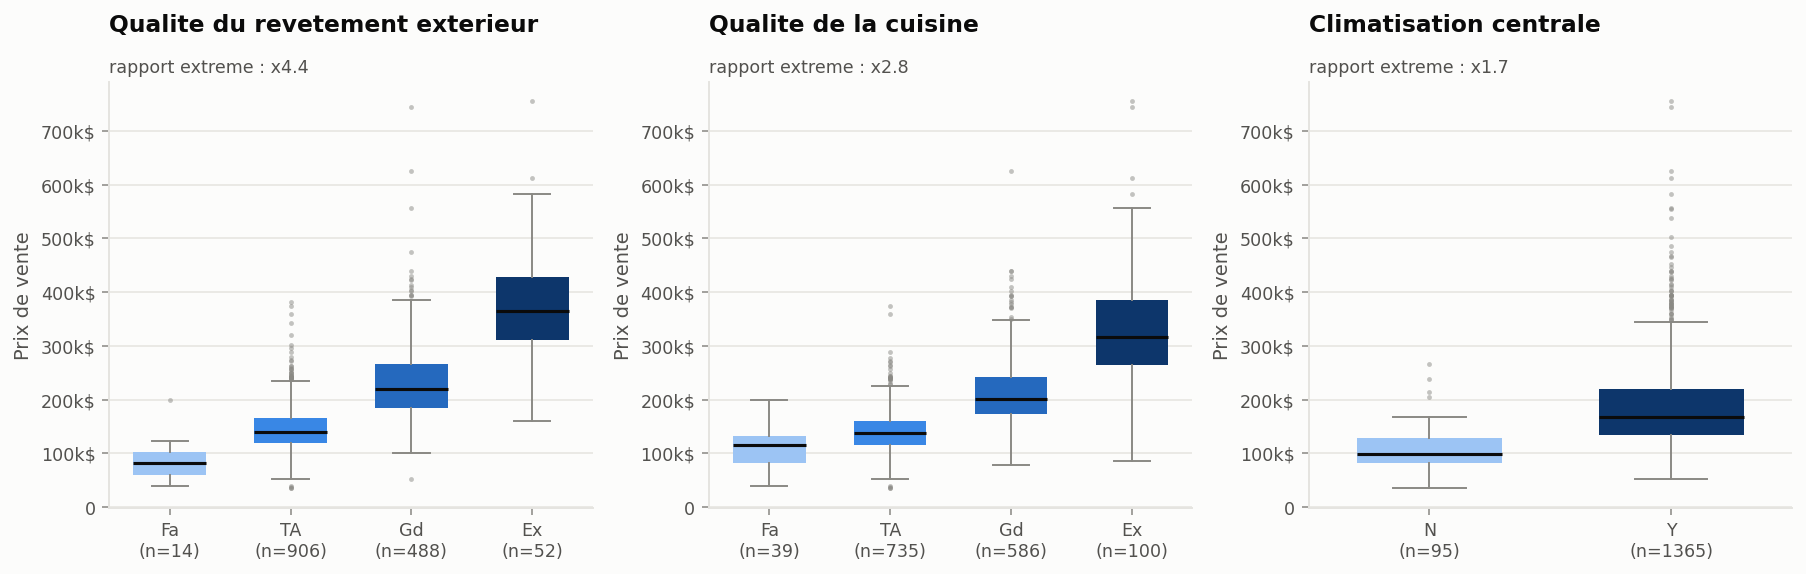 Qualite du revetement exterieur
rapport extreme : x4.4
Prix de vente
700k$
600k$
500k$
400k$
300k$
200k$
100k$
0
Fa
(n=14)
TA
(n=906)
Gd
(n=488)
Ex
(n=52)
Qualite de la cuisine
rapport extreme : x2.8
Prix de vente
700k$
600k$
500k$
400k$
300k$
200k$
100k$
0
Fa
(n=39)
TA
(n=735)
Gd
(n=586)
Ex
(n=100)
Climatisation centrale
rapport extreme : x1.7
Prix de vente
700k$
600k$
500k$
400k$
300k$
200k$
100k$
0
N
(n=95)
Y
(n=1365)